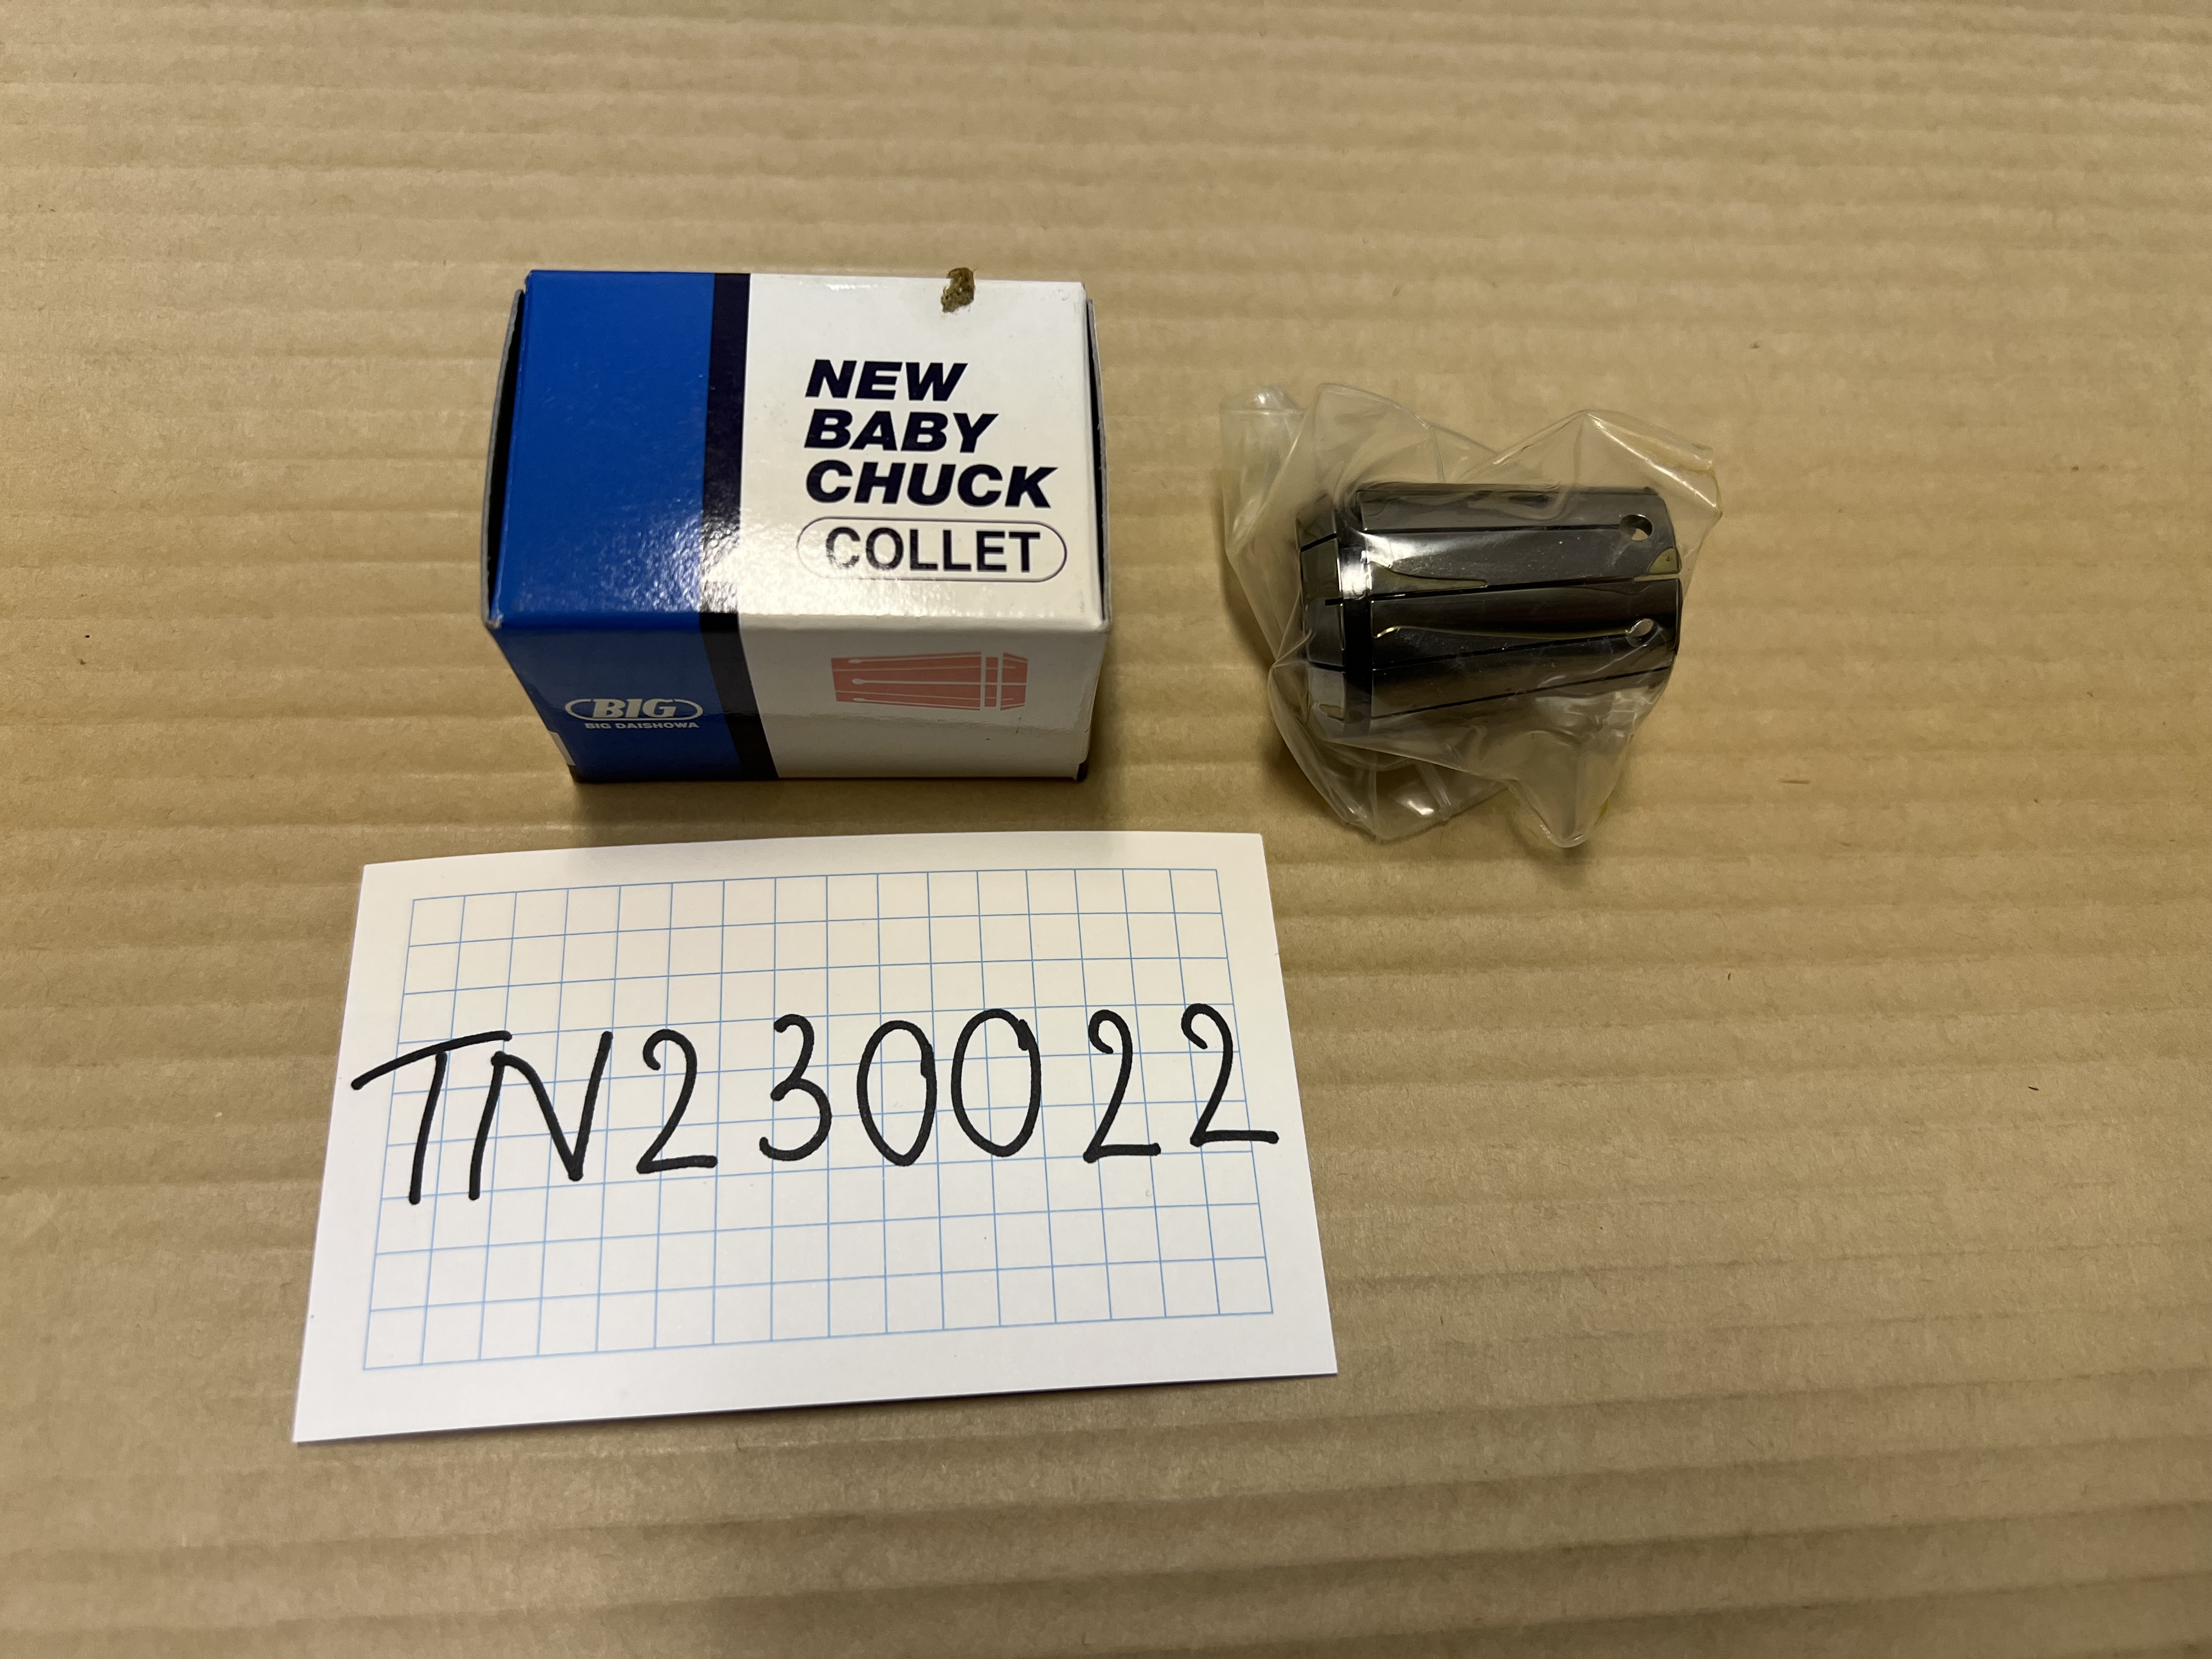 NEW
BABY
CHUCK
COLLET
BIG
BIG DAISHOWA
TN230022